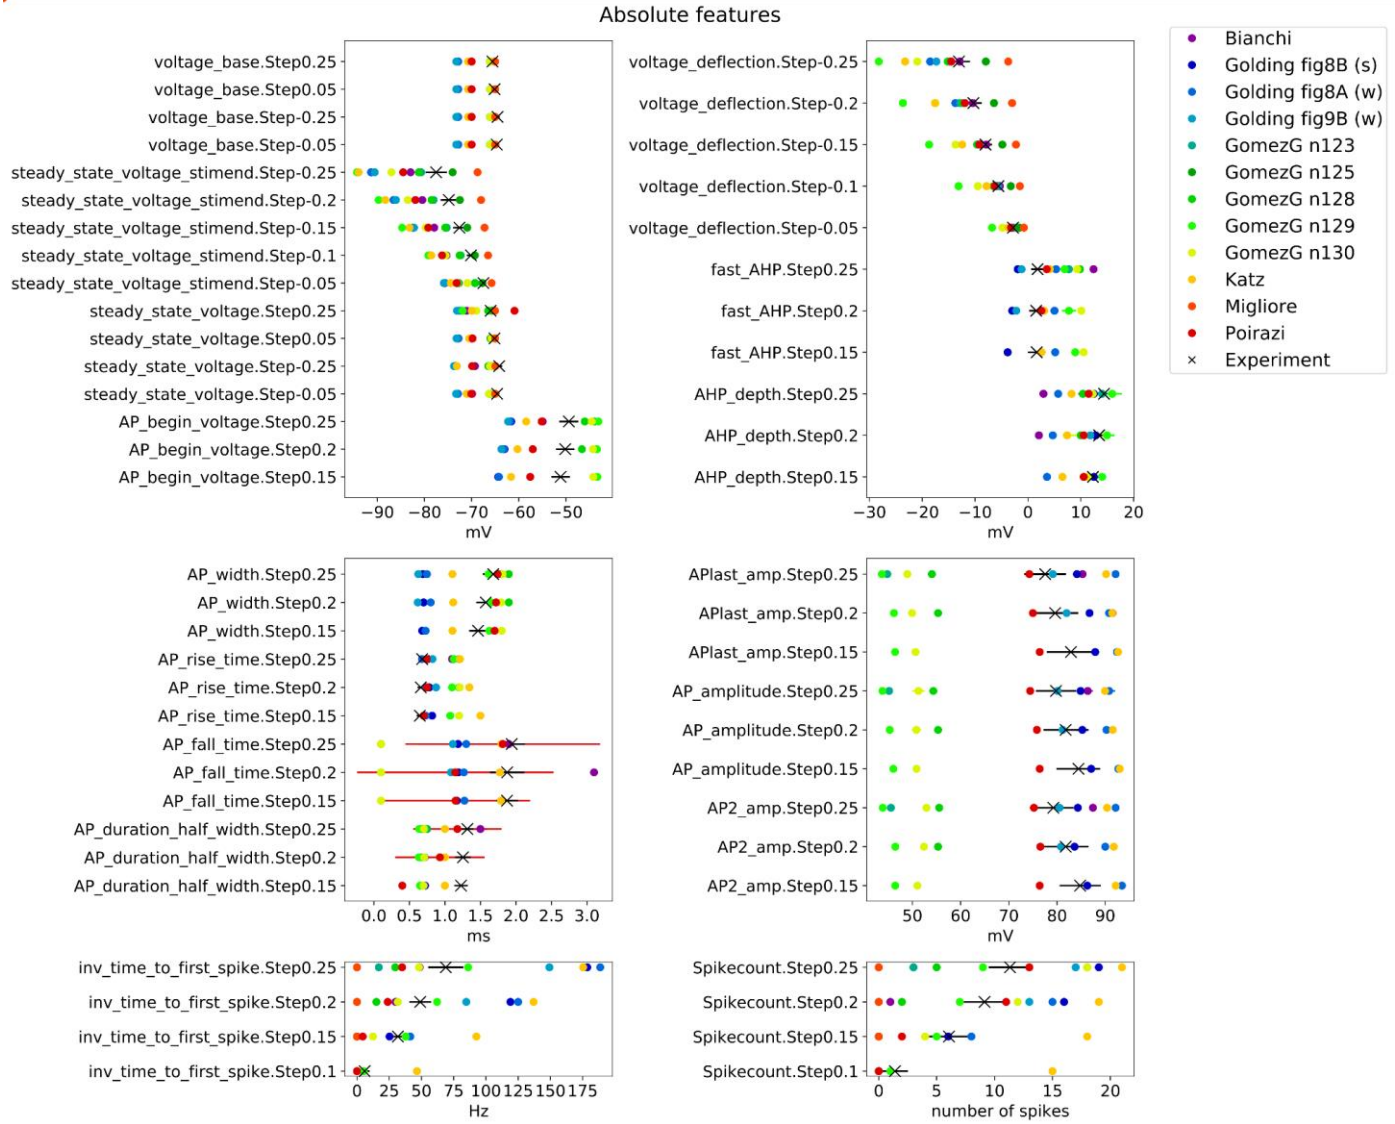 Absolute features
voltage_base.Step0.25
voltage_base.Step0.05
voltage_base.Step-0.25
voltage_base.Step-0.05
steady_state_voltage_stimend.Step-0.25
steady_state_voltage_stimend.Step-0.2
steady_state_voltage_stimend.Step-0.15
steady_state_voltage_stimend.Step-0.1
steady_state_voltage_stimend.Step-0.05
steady_state_voltage.Step0.25
steady_state_voltage.Step0.05
steady_state_voltage.Step-0.25
steady_state_voltage.Step-0.05
AP_begin_voltage.Step0.25
AP_begin_voltage.Step0.2
AP_begin_voltage.Step0.15
−90 −80 −70 −60 −50
mV
voltage_deflection.Step-0.25
voltage_deflection.Step-0.2
voltage_deflection.Step-0.15
voltage_deflection.Step-0.1
voltage_deflection.Step-0.05
fast_AHP.Step0.25
fast_AHP.Step0.2
fast_AHP.Step0.15
AHP_depth.Step0.25
AHP_depth.Step0.2
AHP_depth.Step0.15
−30 −20 −10 0 10 20
mV
Bianchi
Golding fig8B (s)
Golding fig8A (w)
Golding fig9B (w)
GomezG n123
GomezG n125
GomezG n128
GomezG n129
GomezG n130
Katz
Migliore
Poirazi
Experiment
AP_width.Step0.25
AP_width.Step0.2
AP_width.Step0.15
AP_rise_time.Step0.25
AP_rise_time.Step0.2
AP_rise_time.Step0.15
AP_fall_time.Step0.25
AP_fall_time.Step0.2
AP_fall_time.Step0.15
AP_duration_half_width.Step0.25
AP_duration_half_width.Step0.2
AP_duration_half_width.Step0.15
0.0 0.5 1.0 1.5 2.0 2.5 3.0
ms
APlast_amp.Step0.25
APlast_amp.Step0.2
APlast_amp.Step0.15
AP_amplitude.Step0.25
AP_amplitude.Step0.2
AP_amplitude.Step0.15
AP2_amp.Step0.25
AP2_amp.Step0.2
AP2_amp.Step0.15
50 60 70 80 90
mV
inv_time_to_first_spike.Step0.25
inv_time_to_first_spike.Step0.2
inv_time_to_first_spike.Step0.15
inv_time_to_first_spike.Step0.1
0 25 50 75 100 125 150 175
Hz
Spikecount.Step0.25
Spikecount.Step0.2
Spikecount.Step0.15
Spikecount.Step0.1
0 5 10 15 20
number of spikes